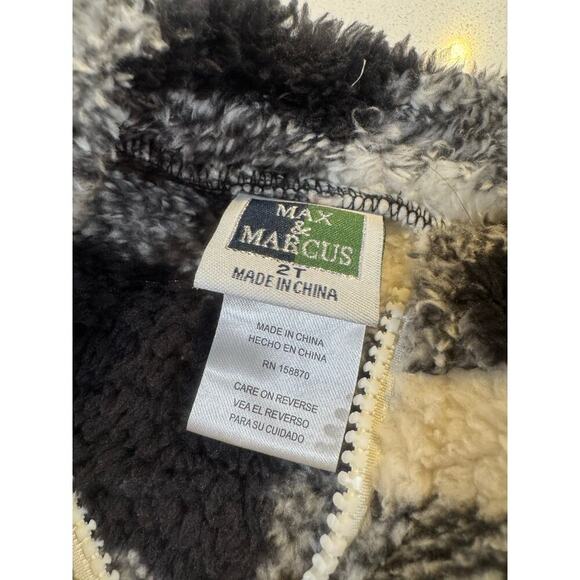 MAX
&
MARCUS
2T
MADE IN CHINA
MADE IN CHINA
HECHO EN CHINA
RN 158870
CARE ON REVERSE
VEA EL REVERSO
PARA SU CUIDADO